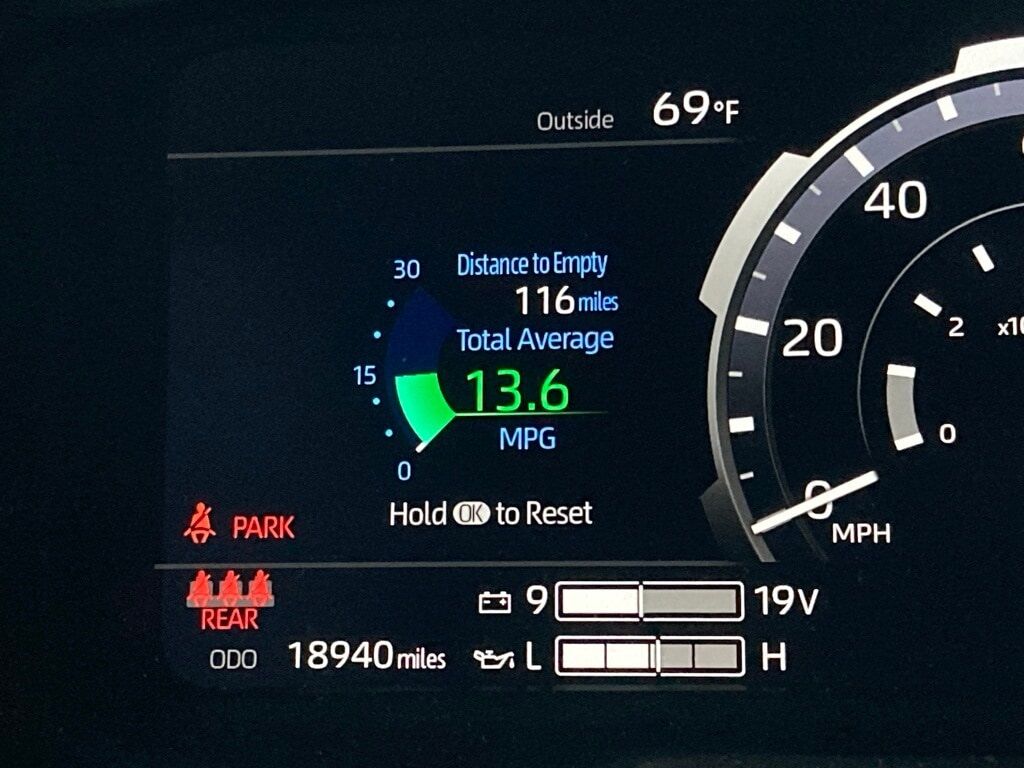 Outside 69°F
30
Distance to Empty
116 miles
Total Average
15
13.6
MPG
0
Hold OK to Reset
PARK
REAR
ODO 18940 miles
9 19V
L H
40
20
0
MPH
2
0